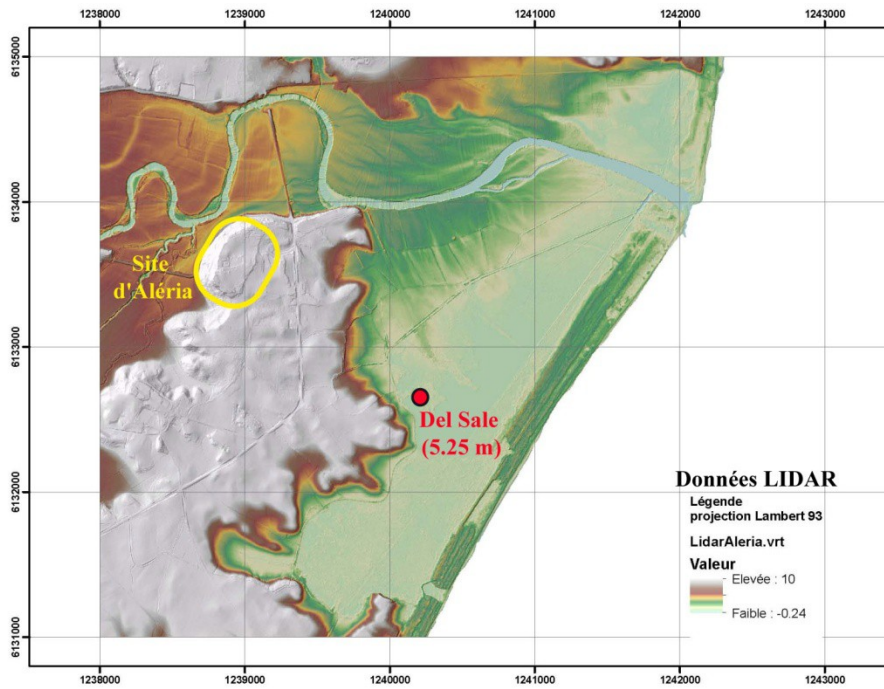 1238000 1239000 1240000 1241000 1242000 1243000
6135000
6134000
6133000
6132000
6131000
Site
d'Aléria
Del Sale
(5.25 m)
Données LIDAR
Légende
projection Lambert 93
LidarAleria.vrt
Valeur
Elevée : 10
Faible : -0.24
1238000 1239000 1240000 1241000 1242000 1243000